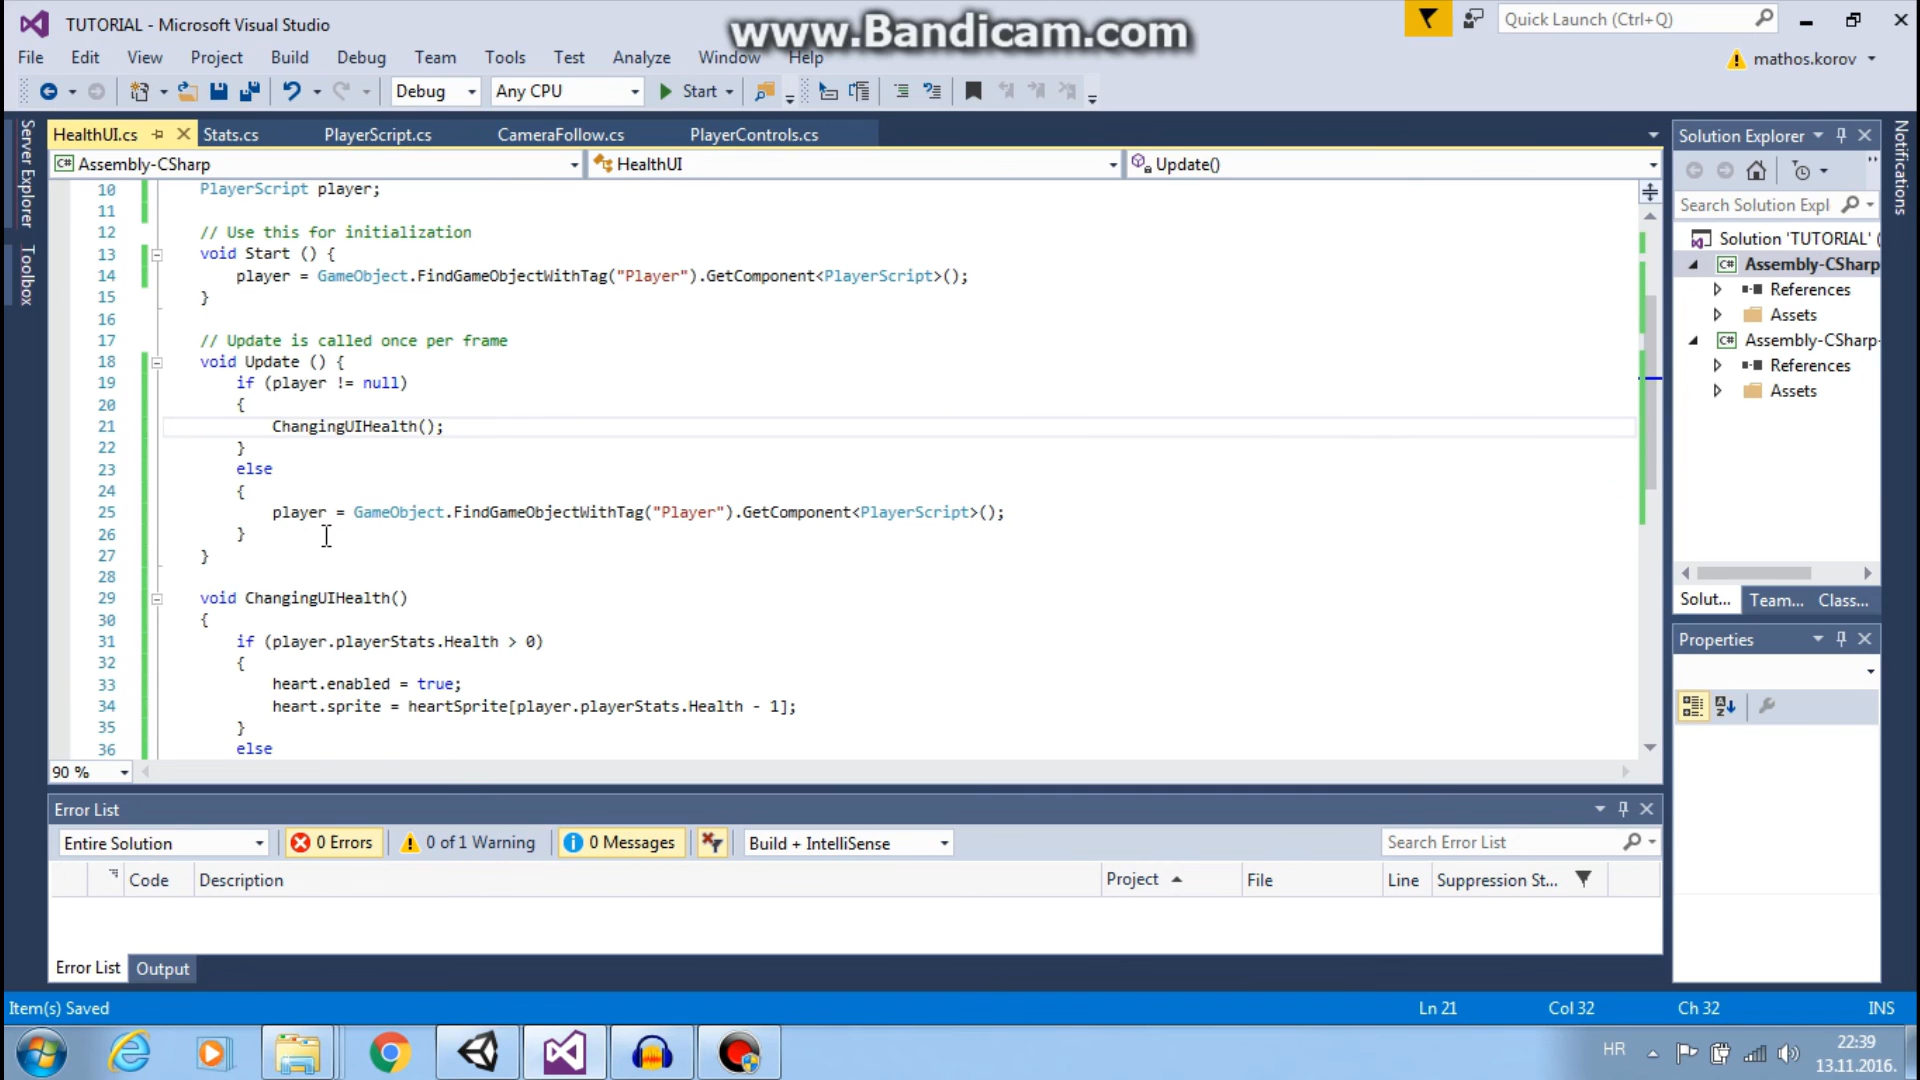 TUTORIAL - Microsoft Visual Studio
www.Bandicam.com
Quick Launch (Ctrl+Q)
File Edit View Project Build Debug Team Tools Test Analyze Window Help
mathos.korov
Debug Any CPU Start
HealthUI.cs Stats.cs PlayerScript.cs CameraFollow.cs PlayerControls.cs
Assembly-CSharp HealthUI Update()
Server Explorer
Toolbox
10 PlayerScript player;
11
12 // Use this for initialization
13 void Start () {
14 player = GameObject.FindGameObjectWithTag("Player").GetComponent<PlayerScript>();
15 }
16
17 // Update is called once per frame
18 void Update () {
19 if (player != null)
20 {
21 ChangingUIHealth();
22 }
23 else
24 {
25 player = GameObject.FindGameObjectWithTag("Player").GetComponent<PlayerScript>();
26 }
27 }
28
29 void ChangingUIHealth()
30 {
31 if (player.playerStats.Health > 0)
32 {
33 heart.enabled = true;
34 heart.sprite = heartSprite[player.playerStats.Health - 1];
35 }
36 else
90 %
Solution Explorer
Search Solution Expl
Solution 'TUTORIAL' (
C# Assembly-CSharp
References
Assets
C# Assembly-CSharp-
References
Assets
Solut... Team... Class...
Properties
Notifications
Error List
Entire Solution 0 Errors 0 of 1 Warning 0 Messages Build + IntelliSense Search Error List
Code Description Project File Line Suppression St...
Error List Output
Item(s) Saved Ln 21 Col 32 Ch 32 INS
HR 22:39
13.11.2016.